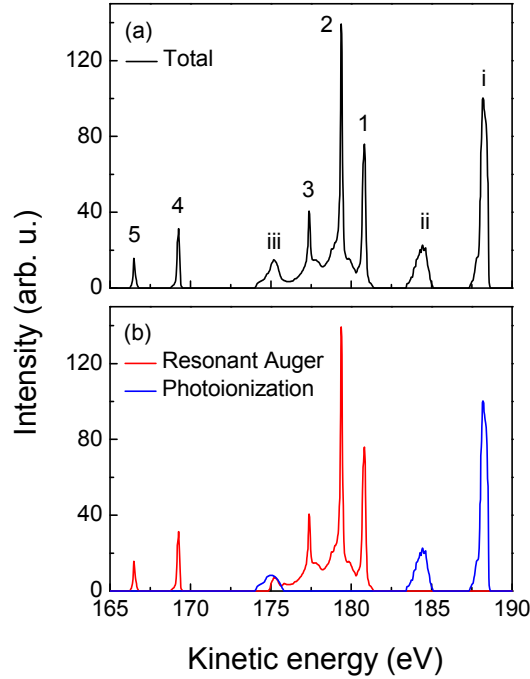 (a)
Total
2
i
1
3
ii
4
iii
5
120
80
40
0
(b)
Resonant Auger
Photoionization
120
80
40
0
165 170 175 180 185 190
Intensity (arb. u.)
Kinetic energy (eV)